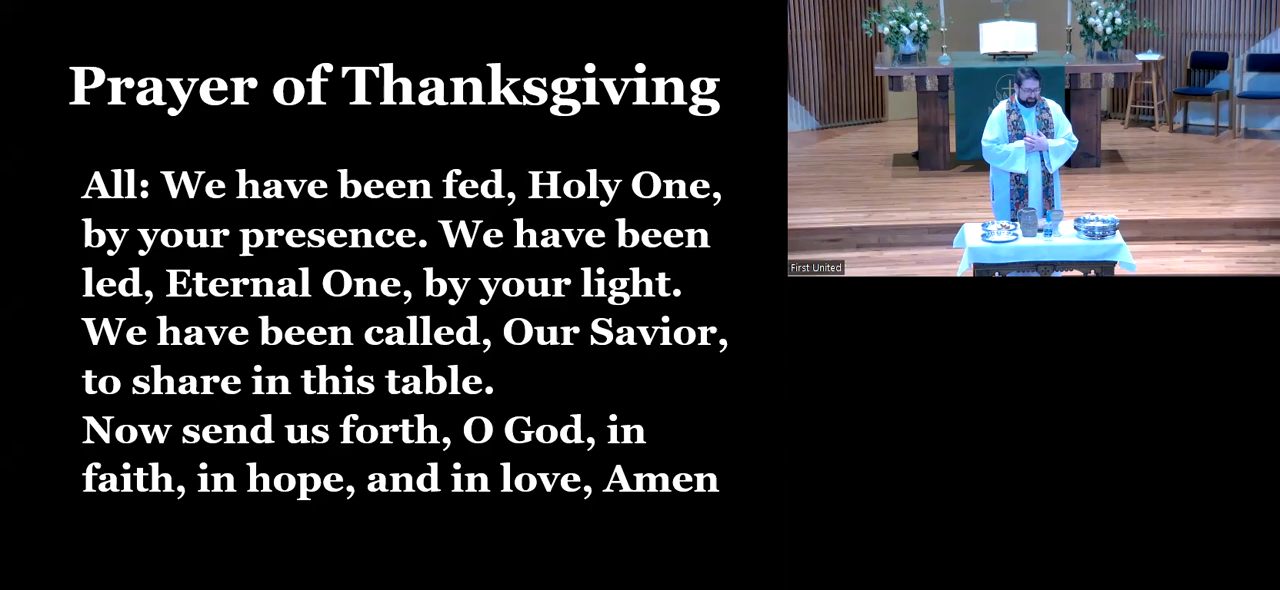 Prayer of Thanksgiving
All: We have been fed, Holy One,
by your presence. We have been
led, Eternal One, by your light.
We have been called, Our Savior,
to share in this table.
Now send us forth, O God, in
faith, in hope, and in love, Amen
First United